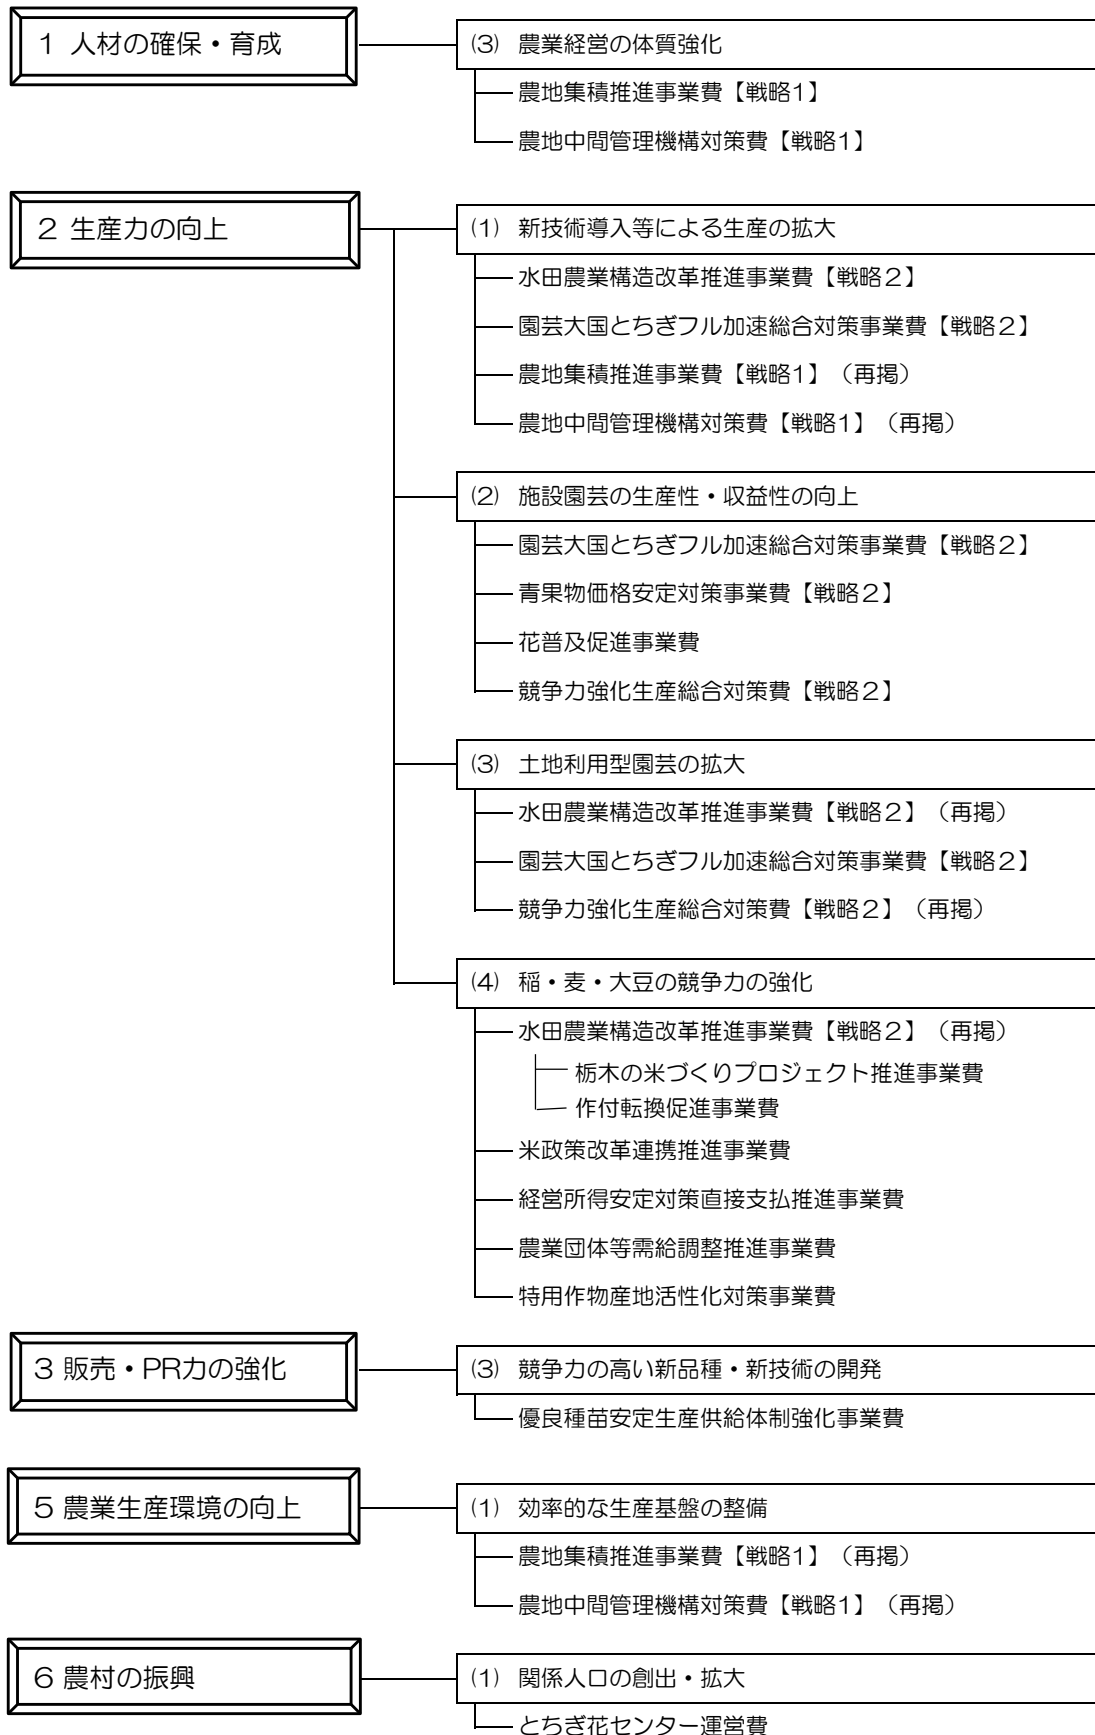 1 人材の確保・育成
(3) 農業経営の体質強化
農地集積推進事業費【戦略1】
農地中間管理機構対策費【戦略1】
2 生産力の向上
(1) 新技術導入等による生産の拡大
水田農業構造改革推進事業費【戦略2】
園芸大国とちぎフル加速総合対策事業費【戦略2】
農地集積推進事業費【戦略1】（再掲）
農地中間管理機構対策費【戦略1】（再掲）
(2) 施設園芸の生産性・収益性の向上
園芸大国とちぎフル加速総合対策事業費【戦略2】
青果物価格安定対策事業費【戦略2】
花普及促進事業費
競争力強化生産総合対策費【戦略2】
(3) 土地利用型園芸の拡大
水田農業構造改革推進事業費【戦略2】（再掲）
園芸大国とちぎフル加速総合対策事業費【戦略2】
競争力強化生産総合対策費【戦略2】（再掲）
(4) 稲・麦・大豆の競争力の強化
水田農業構造改革推進事業費【戦略2】（再掲）
栃木の米づくりプロジェクト推進事業費
作付転換促進事業費
米政策改革連携推進事業費
経営所得安定対策直接支払推進事業費
農業団体等需給調整推進事業費
特用作物産地活性化対策事業費
3 販売・PR力の強化
(3) 競争力の高い新品種・新技術の開発
優良種苗安定生産供給体制強化事業費
5 農業生産環境の向上
(1) 効率的な生産基盤の整備
農地集積推進事業費【戦略1】（再掲）
農地中間管理機構対策費【戦略1】（再掲）
6 農村の振興
(1) 関係人口の創出・拡大
とちぎ花センター運営費